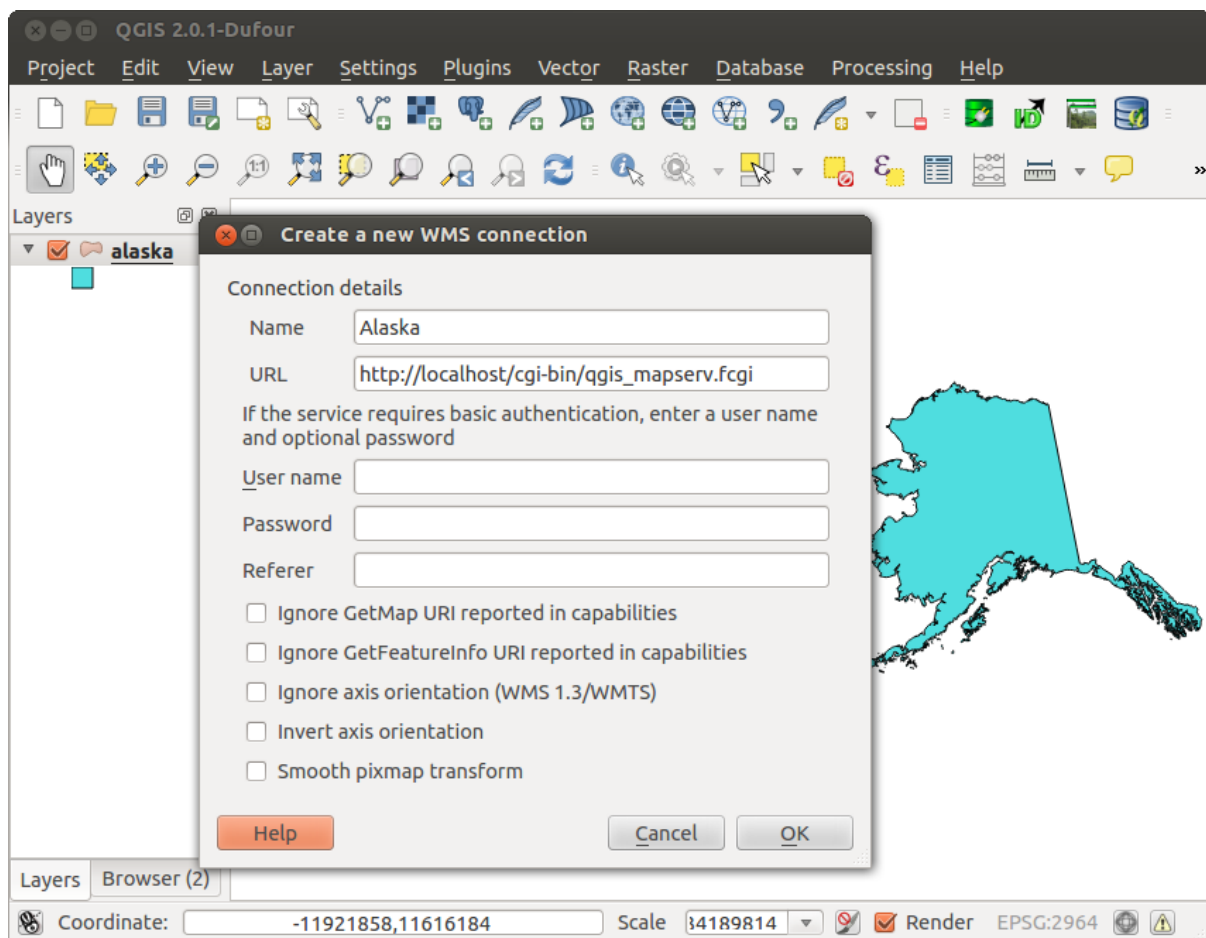 QGIS 2.0.1-Dufour
Project Edit View Layer Settings Plugins Vector Raster Database Processing Help
1:1
Layers
alaska
Create a new WMS connection
Connection details
Name Alaska
URL http://localhost/cgi-bin/qgis_mapserv.fcgi
If the service requires basic authentication, enter a user name
and optional password
User name
Password
Referer
Ignore GetMap URI reported in capabilities
Ignore GetFeatureInfo URI reported in capabilities
Ignore axis orientation (WMS 1.3/WMTS)
Invert axis orientation
Smooth pixmap transform
Help Cancel OK
Layers Browser (2)
Coordinate: -11921858,11616184 Scale 34189814 Render EPSG:2964